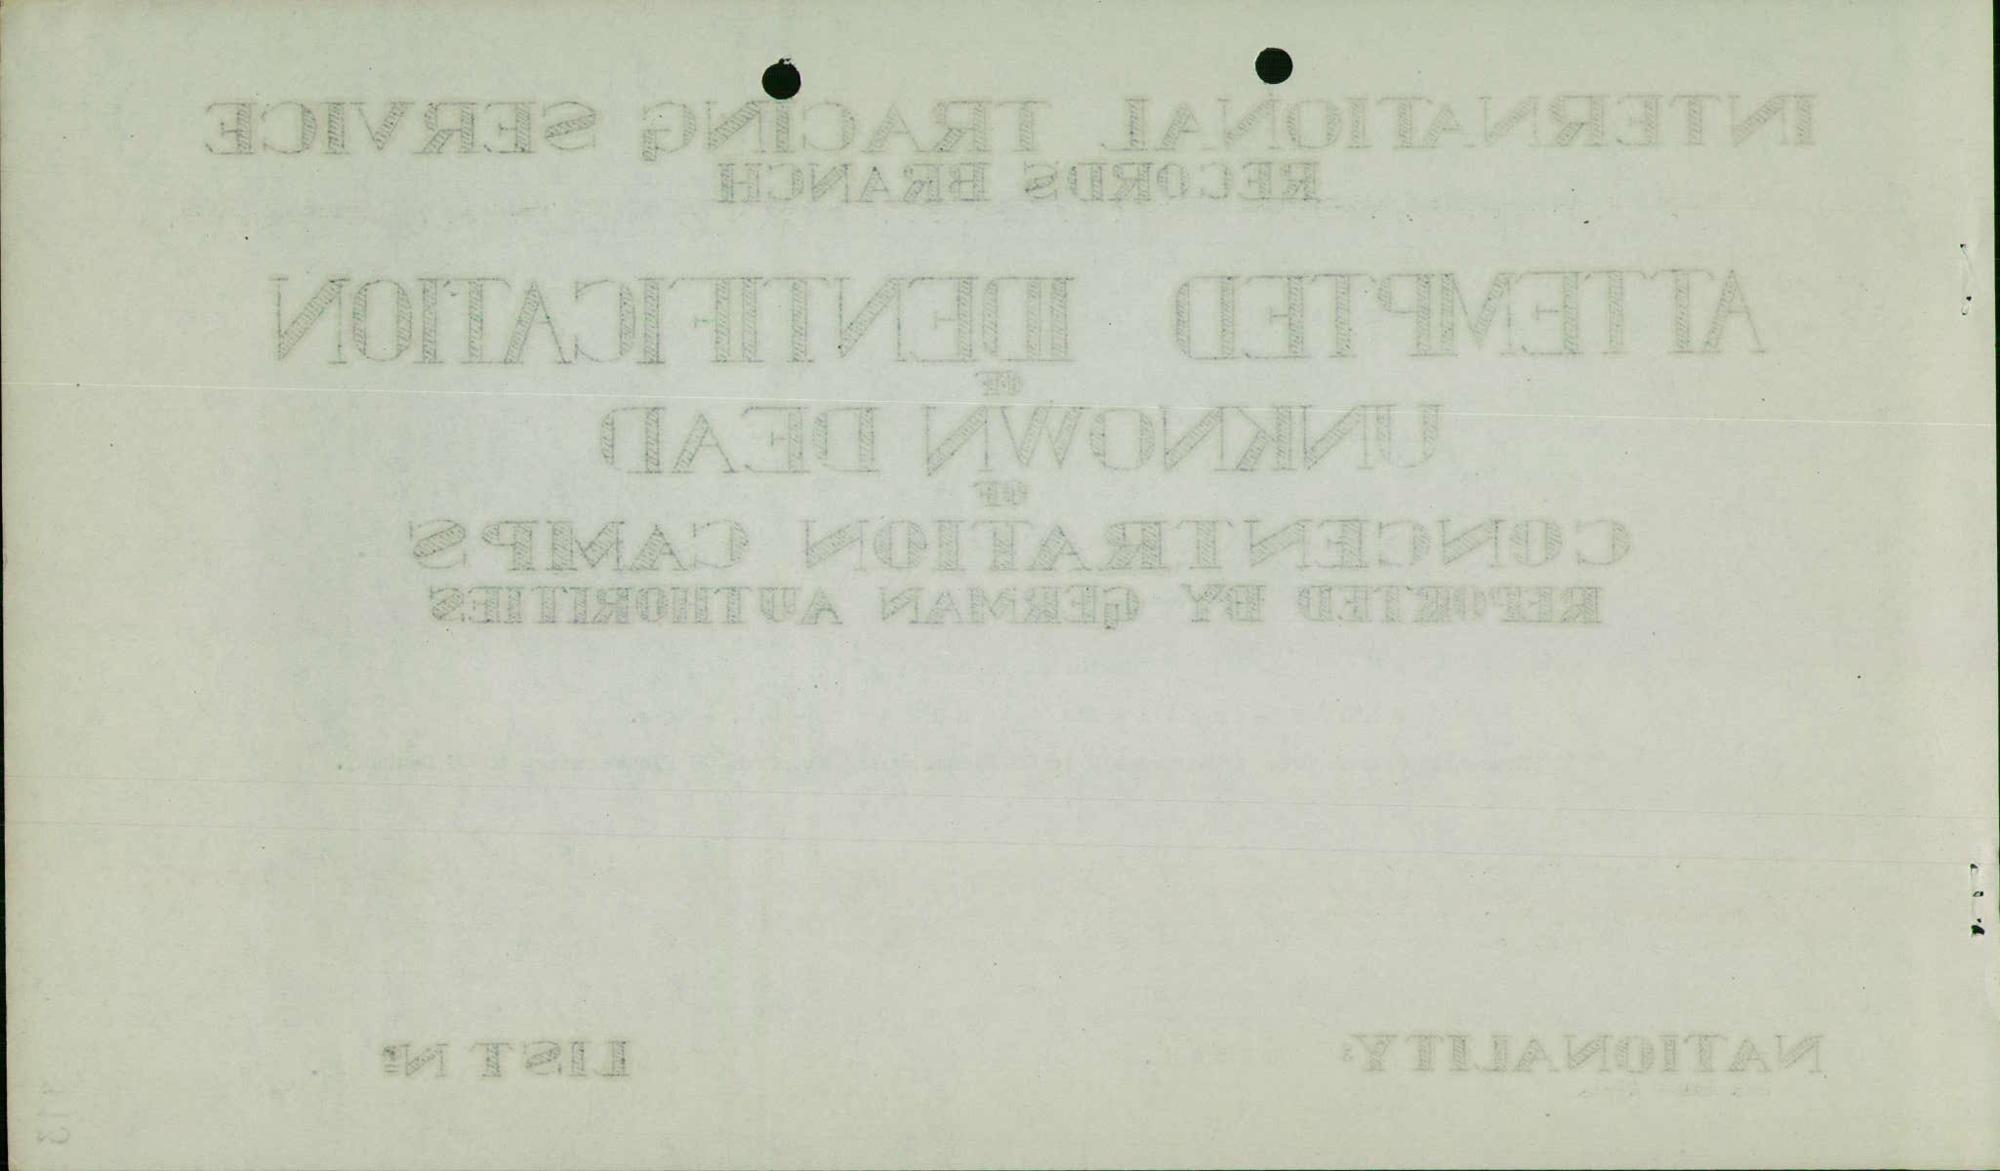 INTERNATIONAL TRACING SERVICE
RECORDS BRANCH
ATTEMPTED IDENTIFICATION
OF
UNKNOWN DEAD
OF
CONCENTRATION CAMPS
REPORTED BY GERMAN AUTHORITIES
NATIONALITY:
LIST Nº